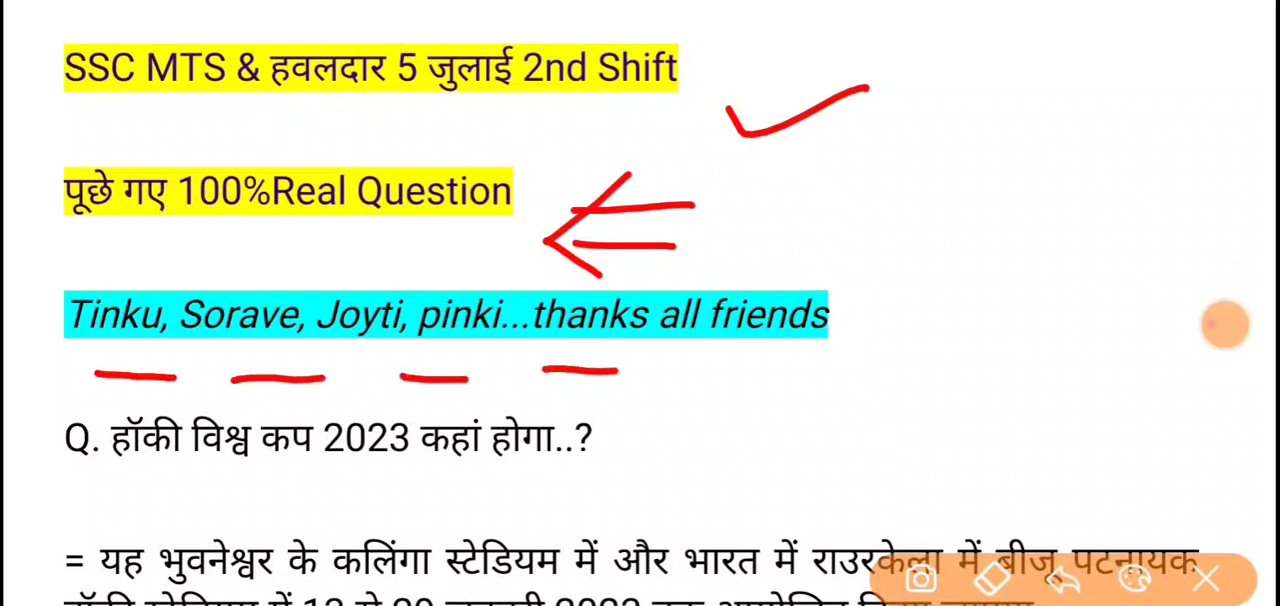 SSC MTS & हवलदार 5 जुलाई 2nd Shift
पूछे गए 100%Real Question
Tinku, Sorave, Joyti, pinki...thanks all friends
Q. हॉकी विश्व कप 2023 कहां होगा..?
= यह भुवनेश्वर के कलिंगा स्टेडियम में और भारत में राउरकेला में बीजू पटनायक